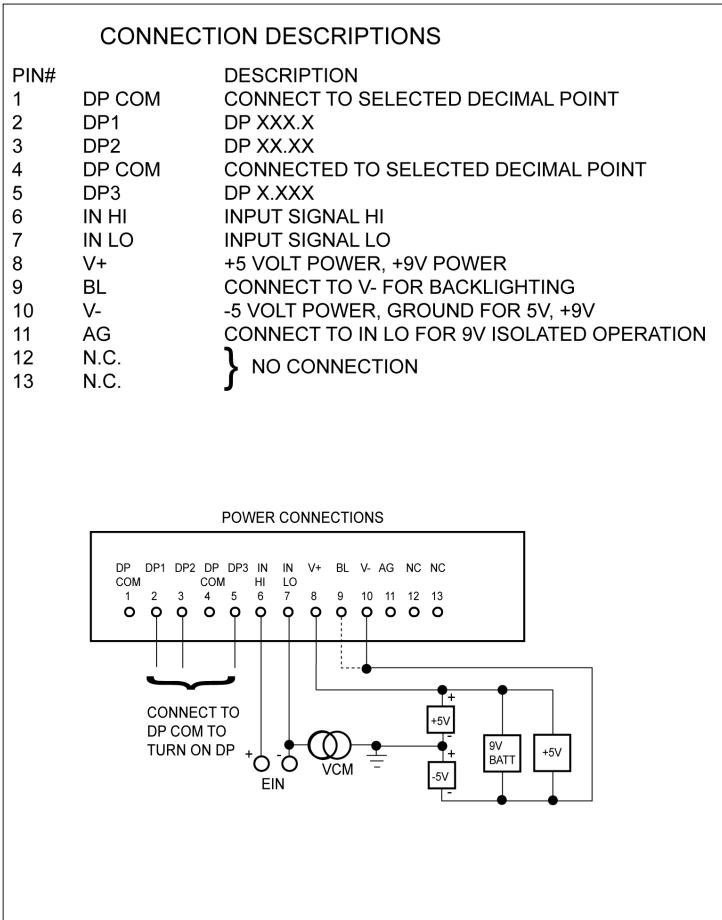 CONNECTION DESCRIPTIONS
PIN# DESCRIPTION
1 DP COM CONNECT TO SELECTED DECIMAL POINT
2 DP1 DP XXX.X
3 DP2 DP XX.XX
4 DP COM CONNECTED TO SELECTED DECIMAL POINT
5 DP3 DP X.XXX
6 IN HI INPUT SIGNAL HI
7 IN LO INPUT SIGNAL LO
8 V+ +5 VOLT POWER, +9V POWER
9 BL CONNECT TO V- FOR BACKLIGHTING
10 V- -5 VOLT POWER, GROUND FOR 5V, +9V
11 AG CONNECT TO IN LO FOR 9V ISOLATED OPERATION
12 N.C.
13 N.C.
} NO CONNECTION
POWER CONNECTIONS
DP DP1 DP2 DP DP3 IN IN V+ BL V- AG NC NC
COM COM HI LO
1 2 3 4 5 6 7 8 9 10 11 12 13
CONNECT TO
DP COM TO
TURN ON DP
+ -
EIN
VCM
+
+5V
-
+
-5V
-
9V
BATT
+5V